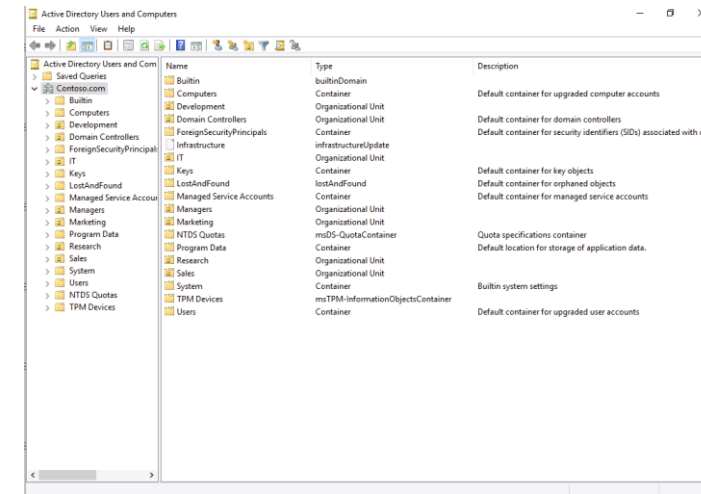 Active Directory Users and Computers
File Action View Help
Active Directory Users and Com
Saved Queries
Contoso.com
Builtin
Computers
Development
Domain Controllers
ForeignSecurityPrincipals
IT
Keys
LostAndFound
Managed Service Accour
Managers
Marketing
Program Data
Research
Sales
System
Users
NTDS Quotas
TPM Devices
Name Type Description
Builtin builtinDomain
Computers Container Default container for upgraded computer accounts
Development Organizational Unit
Domain Controllers Organizational Unit Default container for domain controllers
ForeignSecurityPrincipals Container Default container for security identifiers (SIDs) associated with
Infrastructure infrastructureUpdate
IT Organizational Unit
Keys Container Default container for key objects
LostAndFound lostAndFound Default container for orphaned objects
Managed Service Accounts Container Default container for managed service accounts
Managers Organizational Unit
Marketing Organizational Unit
NTDS Quotas msDS-QuotaContainer Quota specifications container
Program Data Container Default location for storage of application data.
Research Organizational Unit
Sales Organizational Unit
System Container Builtin system settings
TPM Devices msTPM-InformationObjectsContainer
Users Container Default container for upgraded user accounts